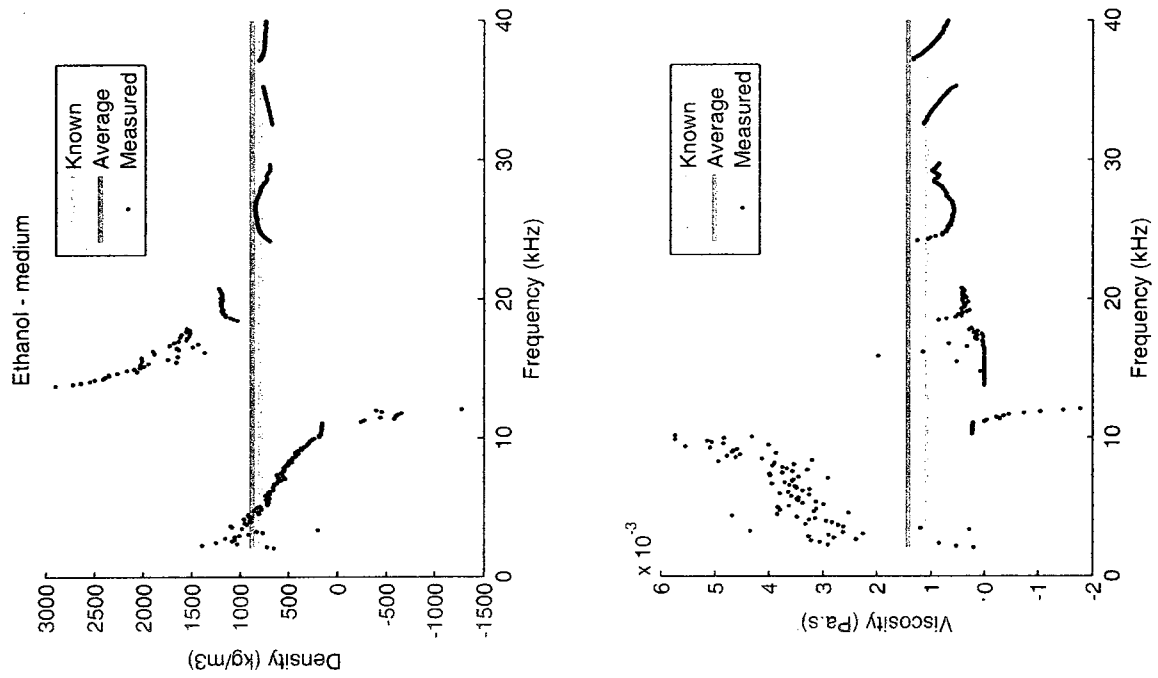 Ethanol - medium
3000
2500
2000
1500
1000
500
0
-500
-1000
-1500
Density (kg/m3)
Known
Average
Measured
0
10
20
30
40
Frequency (kHz)
x 10-3
6
5
4
3
2
1
0
-1
-2
Viscosity (Pa.s)
Known
Average
Measured
0
10
20
30
40
Frequency (kHz)